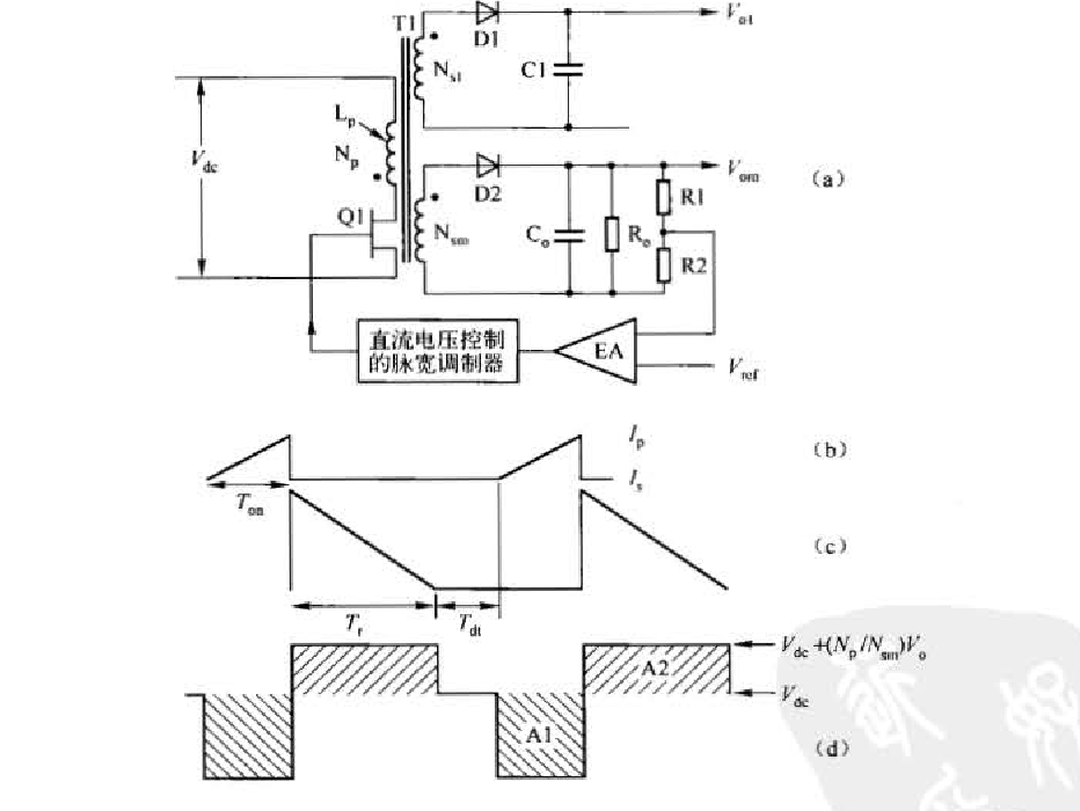 T1
D1
V_o1
N_s1
C1
L_p
N_p
V_dc
Q1
D2
V_om
(a)
R1
N_sm
C_o
R_o
R2
直流电压控制
的脉宽调制器
EA
V_ref
I_p
(b)
I_s
T_on
(c)
T_r
T_dt
V_dc+(N_p/N_sm)V_o
A2
V_dc
A1
(d)